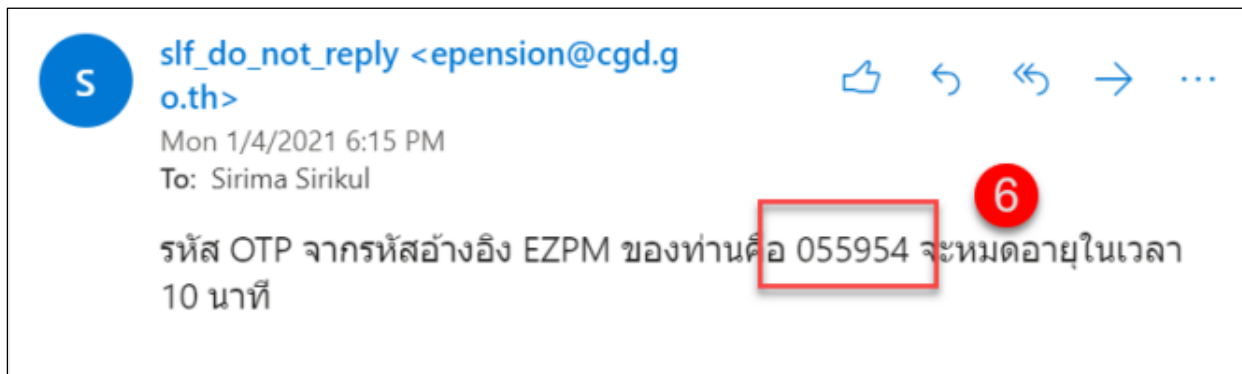 S
slf_do_not_reply <epension@cgd.g
o.th>
Mon 1/4/2021 6:15 PM
To: Sirima Sirikul
6
รหัส OTP จากรหัสอ้างอิง EZPM ของท่านคือ 055954 จะหมดอายุในเวลา
10 นาที